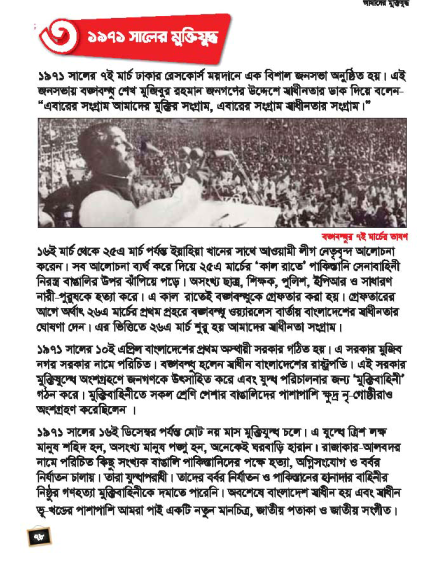 আমাদের মুক্তিযুদ্ধ
৩ ১৯৭১ সালের মুক্তিযুদ্ধ
১৯৭১ সালের ৭ই মার্চ ঢাকার রেসকোর্স ময়দানে এক বিশাল জনসভা অনুষ্ঠিত হয়। এই
জনসভায় বঙ্গবন্ধু শেখ মুজিবুর রহমান জনগণের উদ্দেশে স্বাধীনতার ডাক দিয়ে বলেন-
“এবারের সংগ্রাম আমাদের মুক্তির সংগ্রাম, এবারের সংগ্রাম স্বাধীনতার সংগ্রাম।”
বঙ্গবন্ধুর ৭ই মার্চের ভাষণ
১৬ই মার্চ থেকে ২৫এ মার্চ পর্যন্ত ইয়াহিয়া খানের সাথে আওয়ামী লীগ নেতৃবৃন্দ আলোচনা
করেন। সব আলোচনা ব্যর্থ করে দিয়ে ২৫এ মার্চের ‘কাল রাতে’ পাকিস্তানি সেনাবাহিনী
নিরস্ত্র বাঙালির উপর ঝাঁপিয়ে পড়ে। অসংখ্য ছাত্র, শিক্ষক, পুলিশ, ইপিআর ও সাধারণ
নারী-পুরুষকে হত্যা করে। এ কাল রাতেই বঙ্গবন্ধুকে গ্রেফতার করা হয়। গ্রেফতারের
আগে অর্থাৎ ২৬এ মার্চের প্রথম প্রহরে বঙ্গবন্ধু ওয়্যারলেস বার্তায় বাংলাদেশের স্বাধীনতার
ঘোষণা দেন। এর ভিত্তিতে ২৬এ মার্চ শুরু হয় আমাদের স্বাধীনতা সংগ্রাম।
১৯৭১ সালের ১০ই এপ্রিল বাংলাদেশের প্রথম অস্থায়ী সরকার গঠিত হয়। এ সরকার মুজিব
নগর সরকার নামে পরিচিত। বঙ্গবন্ধু হলেন স্বাধীন বাংলাদেশের রাষ্ট্রপতি। এই সরকার
মুক্তিযুদ্ধে অংশগ্রহণে জনগণকে উৎসাহিত করে এবং যুদ্ধ পরিচালনার জন্য ‘মুক্তিবাহিনী’
গঠন করে। মুক্তিবাহিনীতে সকল শ্রেণি পেশার বাঙালিদের পাশাপাশি ক্ষুদ্র নৃ-গোষ্ঠীরাও
অংশগ্রহণ করেছিলেন ।
১৯৭১ সালের ১৬ই ডিসেম্বর পর্যন্ত মোট নয় মাস মুক্তিযুদ্ধ চলে। এ যুদ্ধে ত্রিশ লক্ষ
মানুষ শহিদ হন, অসংখ্য মানুষ পঙ্গু হন, অনেকেই ঘরবাড়ি হারান। রাজাকার-আলবদর
নামে পরিচিত কিছু সংখ্যক বাঙালি পাকিস্তানিদের পক্ষে হত্যা, অগ্নিসংযোগ ও বর্বর
নির্যাতন চালায়। তারা যুদ্ধাপরাধী। তাদের বর্বর নির্যাতন ও পাকিস্তানের হানাদার বাহিনীর
নিষ্ঠুর গণহত্যা মুক্তিবাহিনীকে দমাতে পারেনি। অবশেষে বাংলাদেশ স্বাধীন হয় এবং স্বাধীন
ভূ-খন্ডের পাশাপাশি আমরা পাই একটি নতুন মানচিত্র, জাতীয় পতাকা ও জাতীয় সংগীত।